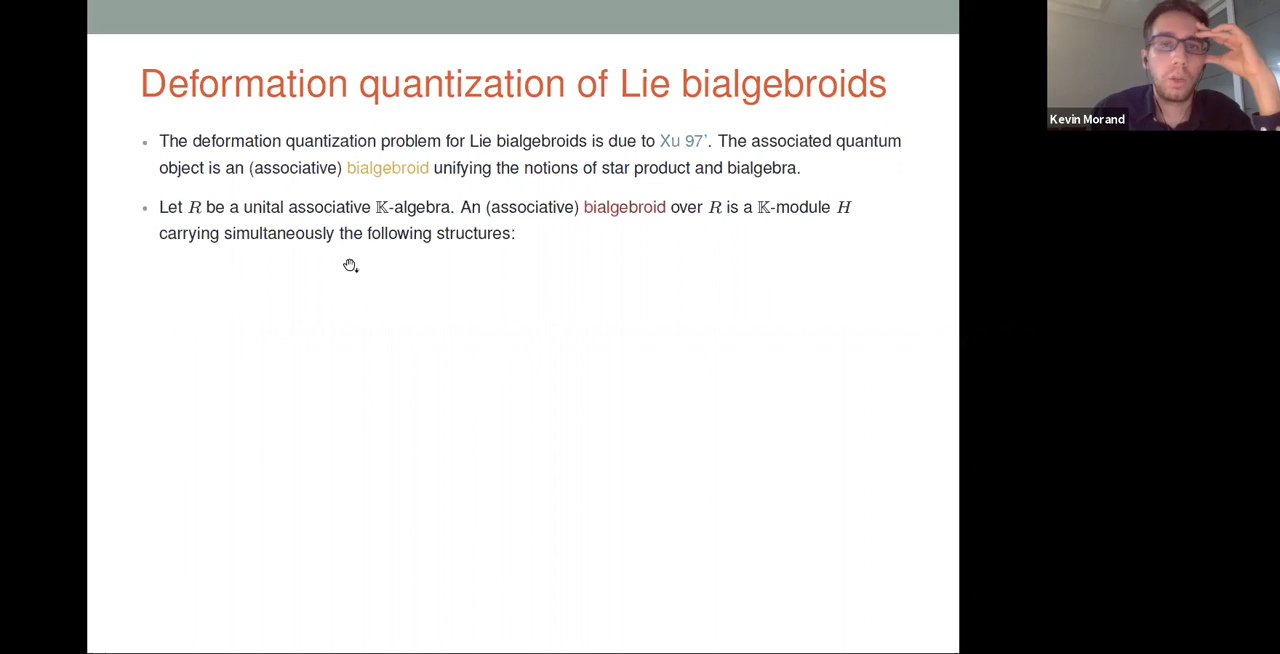 Deformation quantization of Lie bialgebroids
• The deformation quantization problem for Lie bialgebroids is due to Xu 97’. The associated quantum
object is an (associative) bialgebroid unifying the notions of star product and bialgebra.
• Let R be a unital associative 𝕂-algebra. An (associative) bialgebroid over R is a 𝕂-module H
carrying simultaneously the following structures:
Kevin Morand